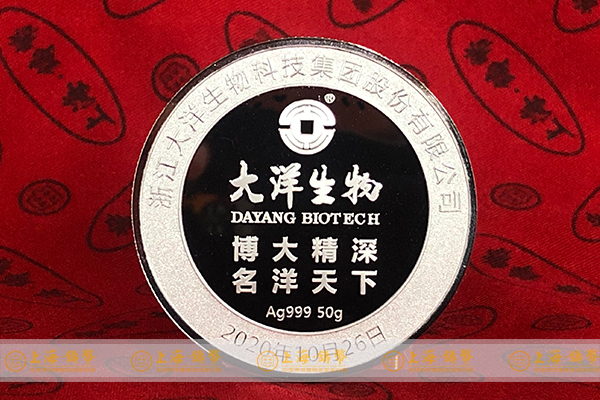 浙江大洋生物科技集团股份有限公司
®
大洋生物
DAYANG BIOTECH
博大精深
名洋天下
Ag999 50g
2020年10月26日